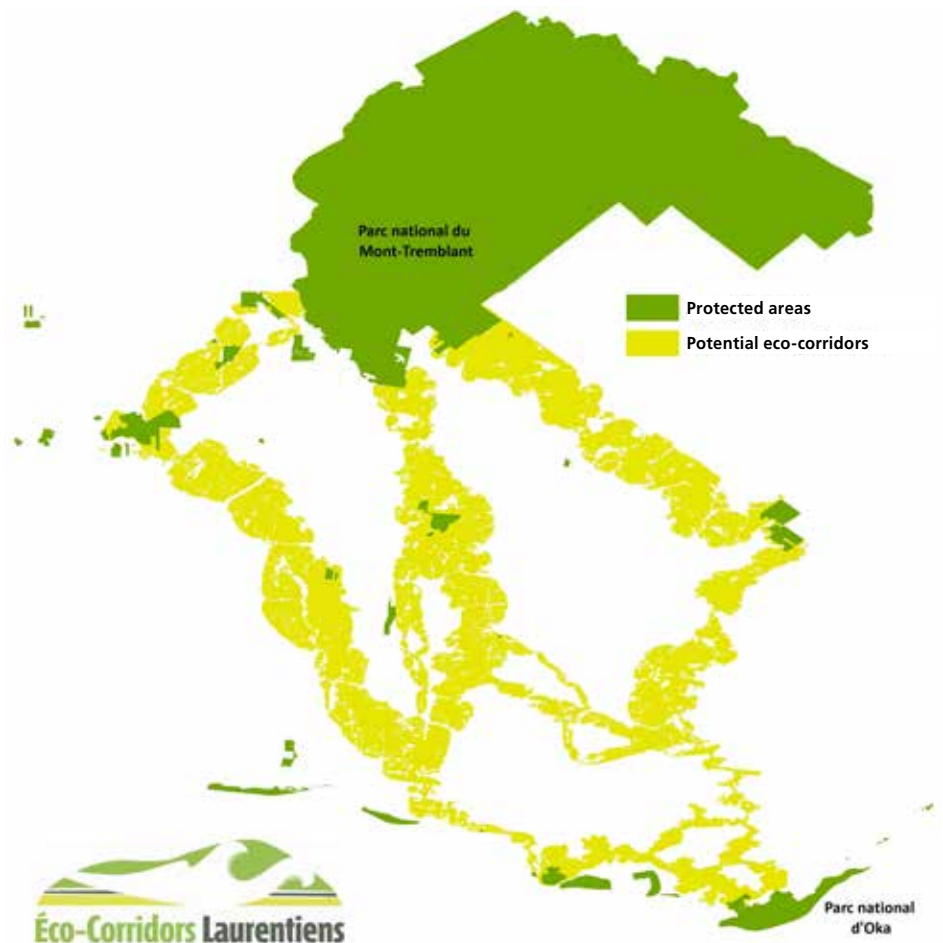 Parc national du
Mont-Tremblant
Protected areas
Potential eco-corridors
Parc national
d'Oka
Éco-Corridors Laurentiens